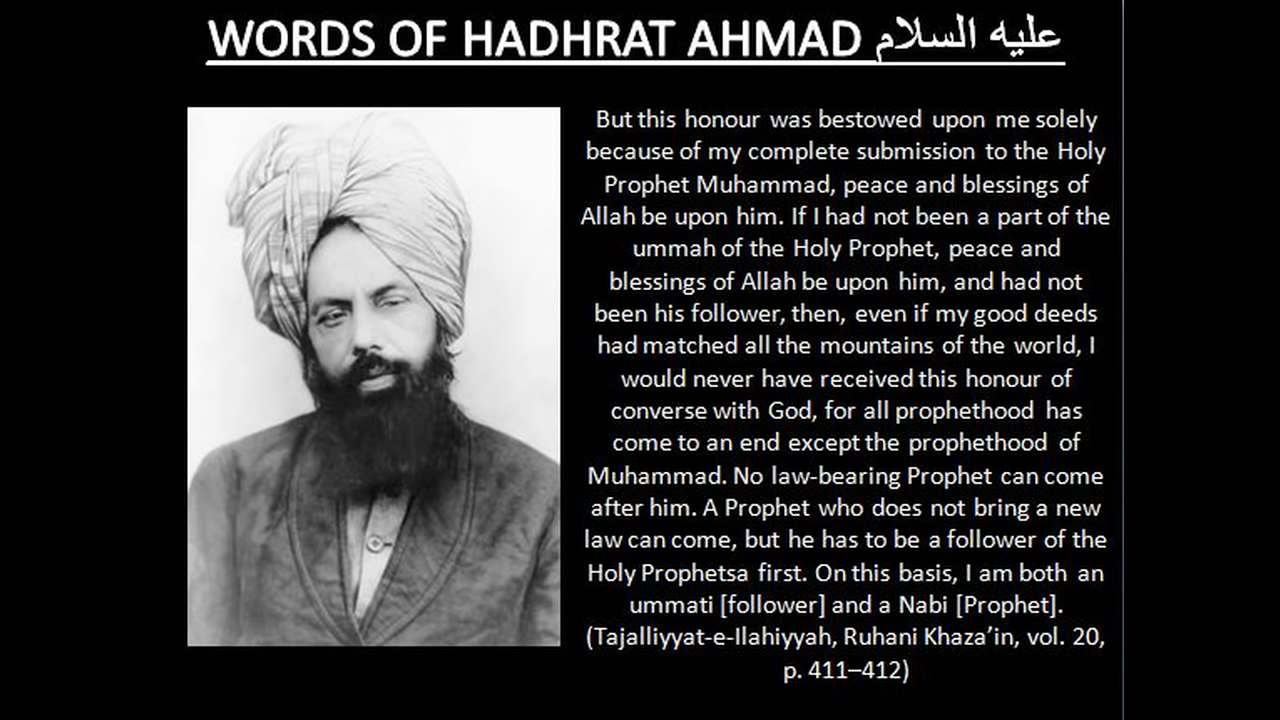 WORDS OF HADHRAT AHMAD عليه السلام
But this honour was bestowed upon me solely
because of my complete submission to the Holy
Prophet Muhammad, peace and blessings of
Allah be upon him. If I had not been a part of the
ummah of the Holy Prophet, peace and
blessings of Allah be upon him, and had not
been his follower, then, even if my good deeds
had matched all the mountains of the world, I
would never have received this honour of
converse with God, for all prophethood has
come to an end except the prophethood of
Muhammad. No law-bearing Prophet can come
after him. A Prophet who does not bring a new
law can come, but he has to be a follower of the
Holy Prophetsa first. On this basis, I am both an
ummati [follower] and a Nabi [Prophet].
(Tajalliyyat-e-Ilahiyyah, Ruhani Khaza’in, vol. 20,
p. 411–412)